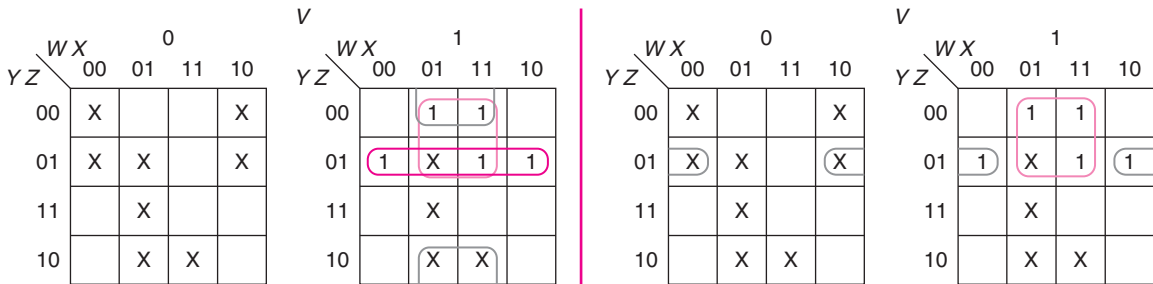 V V
0 1 0 1
W X W X W X W X
00 01 11 10 00 01 11 10 00 01 11 10 00 01 11 10
Y Z Y Z Y Z Y Z
00 X X 00 1 1 00 X X 00 1 1
01 X X X 01 1 X 1 1 01 X X X 01 1 X 1 1
11 X 11 X 11 X 11 X
10 X X 10 X X 10 X X 10 X X